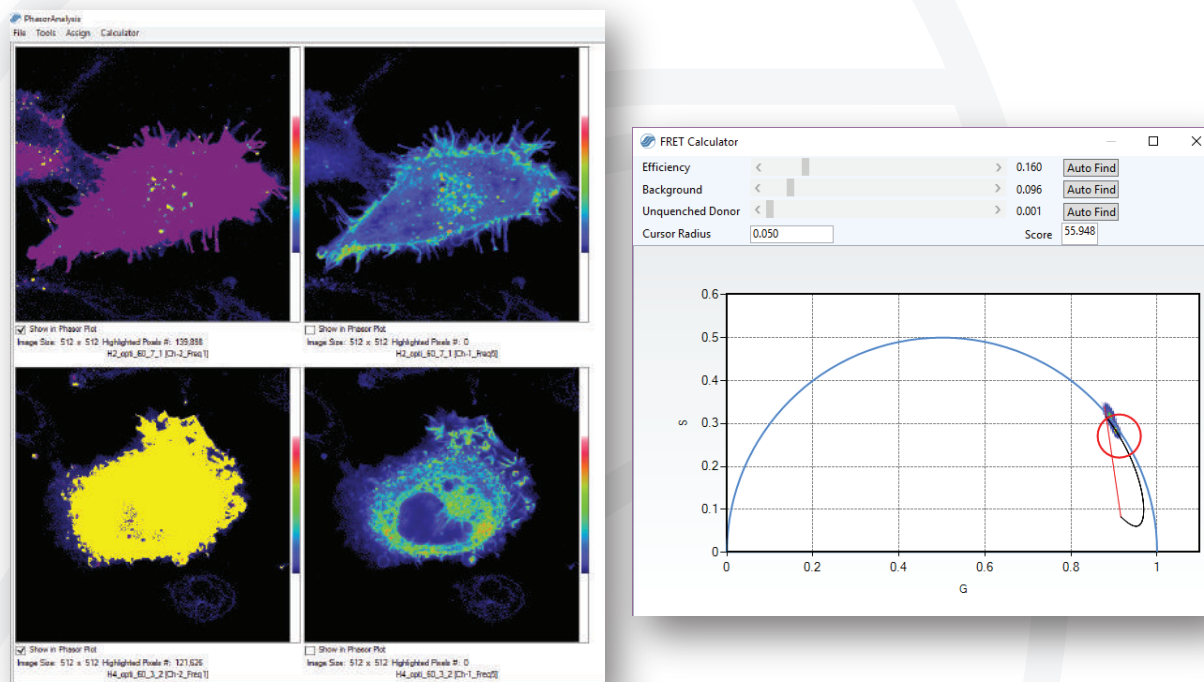 PhasorAnalysis
File Tools Assign Calculator
Show in Phasor Plot
Image Size: 512 x 512 Highlighted Pixels #: 139,898
H2_opti_60_7_1 [Ch-2_Freq1]
Show in Phasor Plot
Image Size: 512 x 512 Highlighted Pixels #: 0
H2_opti_60_7_1 [Ch-1_Freq5]
Show in Phasor Plot
Image Size: 512 x 512 Highlighted Pixels #: 121,626
H4_opti_60_3_2 [Ch-2_Freq1]
Show in Phasor Plot
Image Size: 512 x 512 Highlighted Pixels #: 0
H4_opti_60_3_2 [Ch-1_Freq5]
FRET Calculator
Efficiency 0.160 Auto Find
Background 0.096 Auto Find
Unquenched Donor 0.001 Auto Find
Cursor Radius 0.050 Score 55.948
0.6
0.5
0.4
0.3
S
0.2
0.1
0
0 0.2 0.4 0.6 0.8 1
G